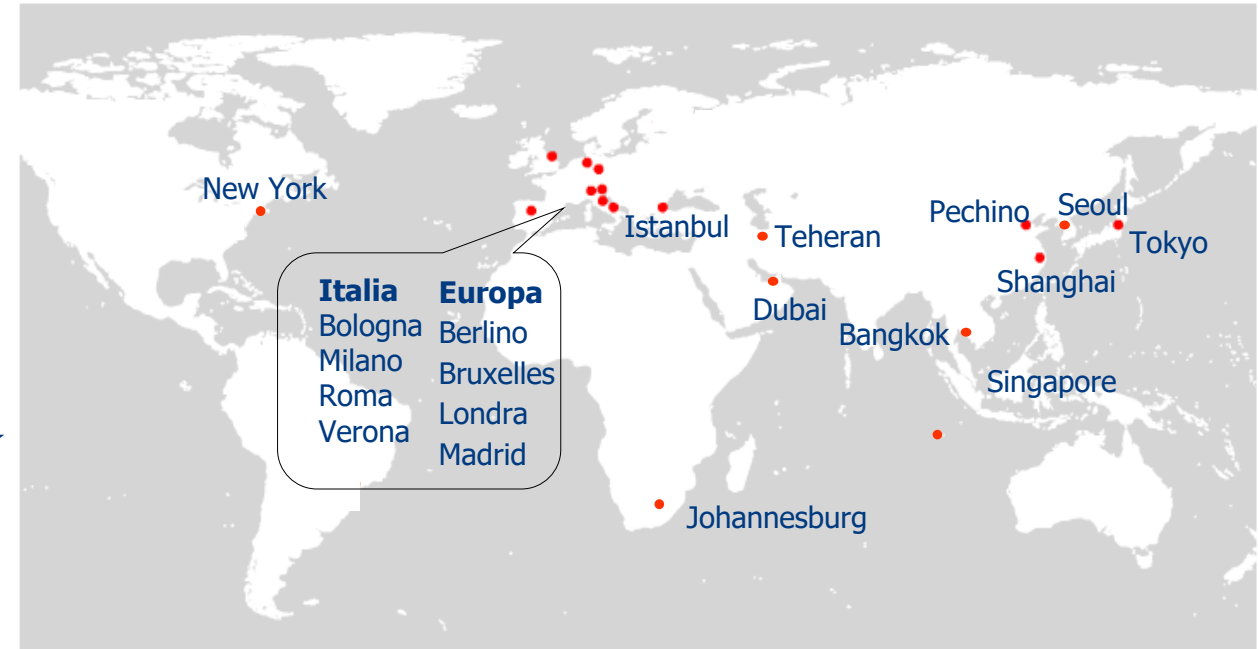 New York
Istanbul
Teheran
Dubai
Pechino
Seoul
Tokyo
Shanghai
Bangkok
Singapore
Johannesburg
Italia
Bologna
Milano
Roma
Verona
Europa
Berlino
Bruxelles
Londra
Madrid